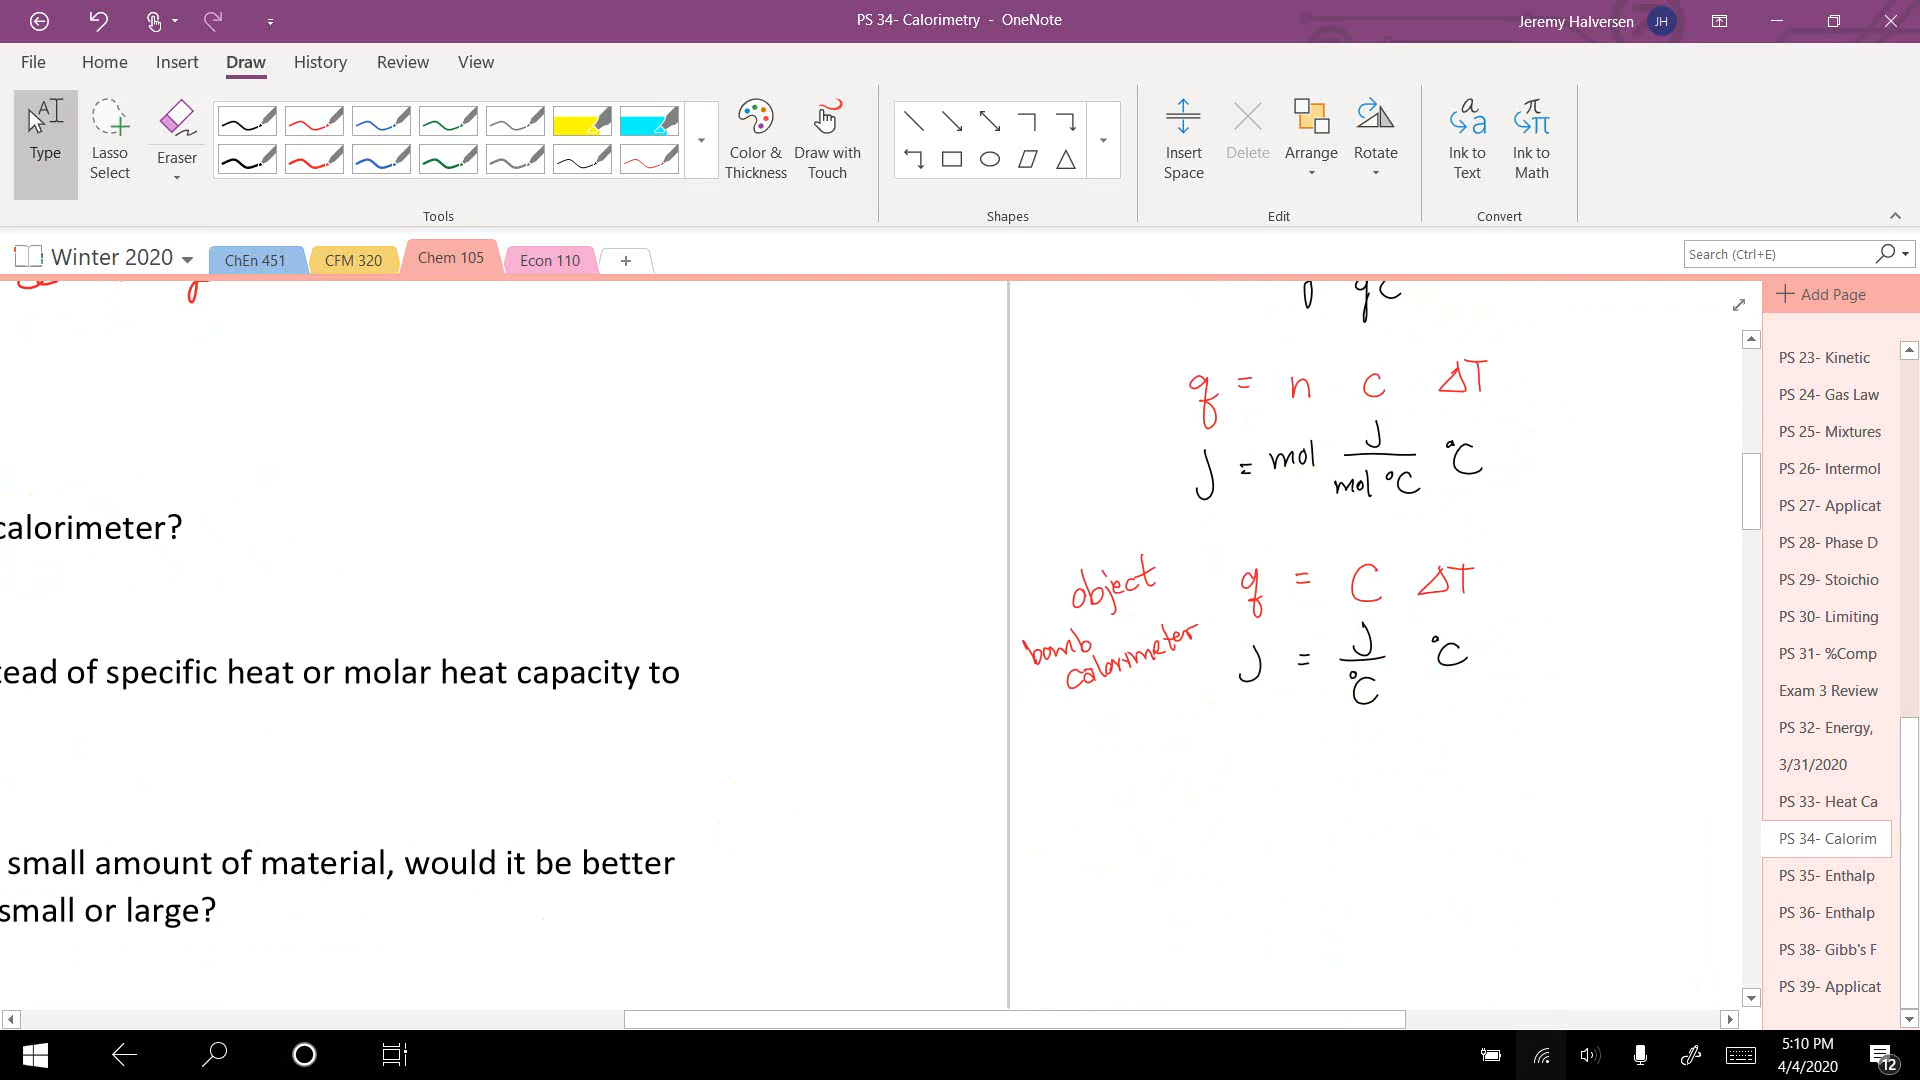 PS 34- Calorimetry - OneNote
Jeremy Halversen JH
File Home Insert Draw History Review View
Type
Lasso Select
Eraser
Color & Thickness
Draw with Touch
Insert Space
Delete
Arrange
Rotate
Ink to Text
Ink to Math
Tools
Shapes
Edit
Convert
Winter 2020
ChEn 451
CFM 320
Chem 105
Econ 110
Search (Ctrl+E)
calorimeter?
tead of specific heat or molar heat capacity to
small amount of material, would it be better
small or large?
q = n c ΔT
J = mol J / mol °C °C
object q = C ΔT
bomb calorimeter J = J / °C °C
Add Page
PS 23- Kinetic
PS 24- Gas Law
PS 25- Mixtures
PS 26- Intermol
PS 27- Applicat
PS 28- Phase D
PS 29- Stoichio
PS 30- Limiting
PS 31- %Comp
Exam 3 Review
PS 32- Energy,
3/31/2020
PS 33- Heat Ca
PS 34- Calorim
PS 35- Enthalp
PS 36- Enthalp
PS 38- Gibb's F
PS 39- Applicat
5:10 PM
4/4/2020
12